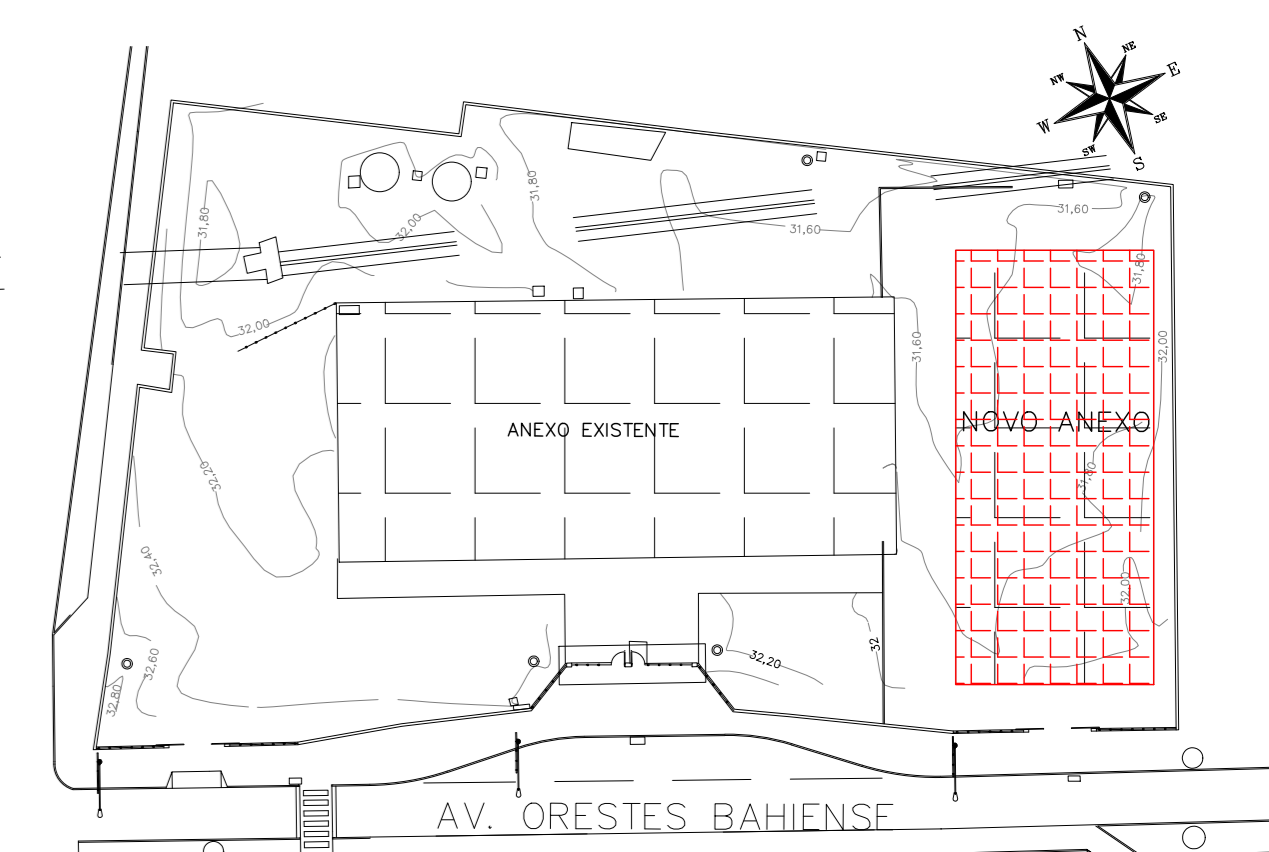 N
NE
E
NW
SE
W
SW
S
31,80
31,80
32,00
31,60
31,60
31,80
32,00
31,60
32,00
NOVO ANEXO
ANEXO EXISTENTE
32,20
31,80
32,40
32,00
32
32,20
32,60
32,80
AV. ORESTES BAHIENSE